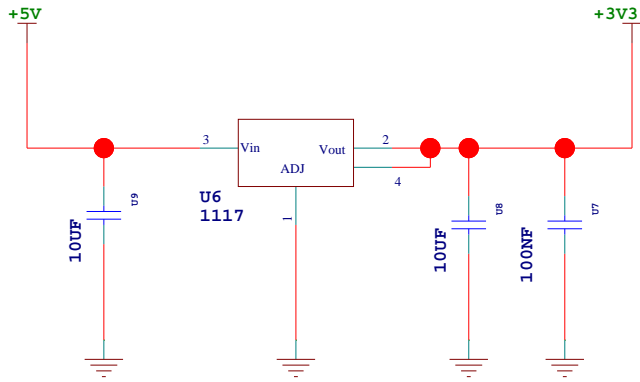 +5V
+3V3
3
Vin
Vout
2
ADJ
4
U6
1117
1
U9
10UF
U8
10UF
U7
100NF